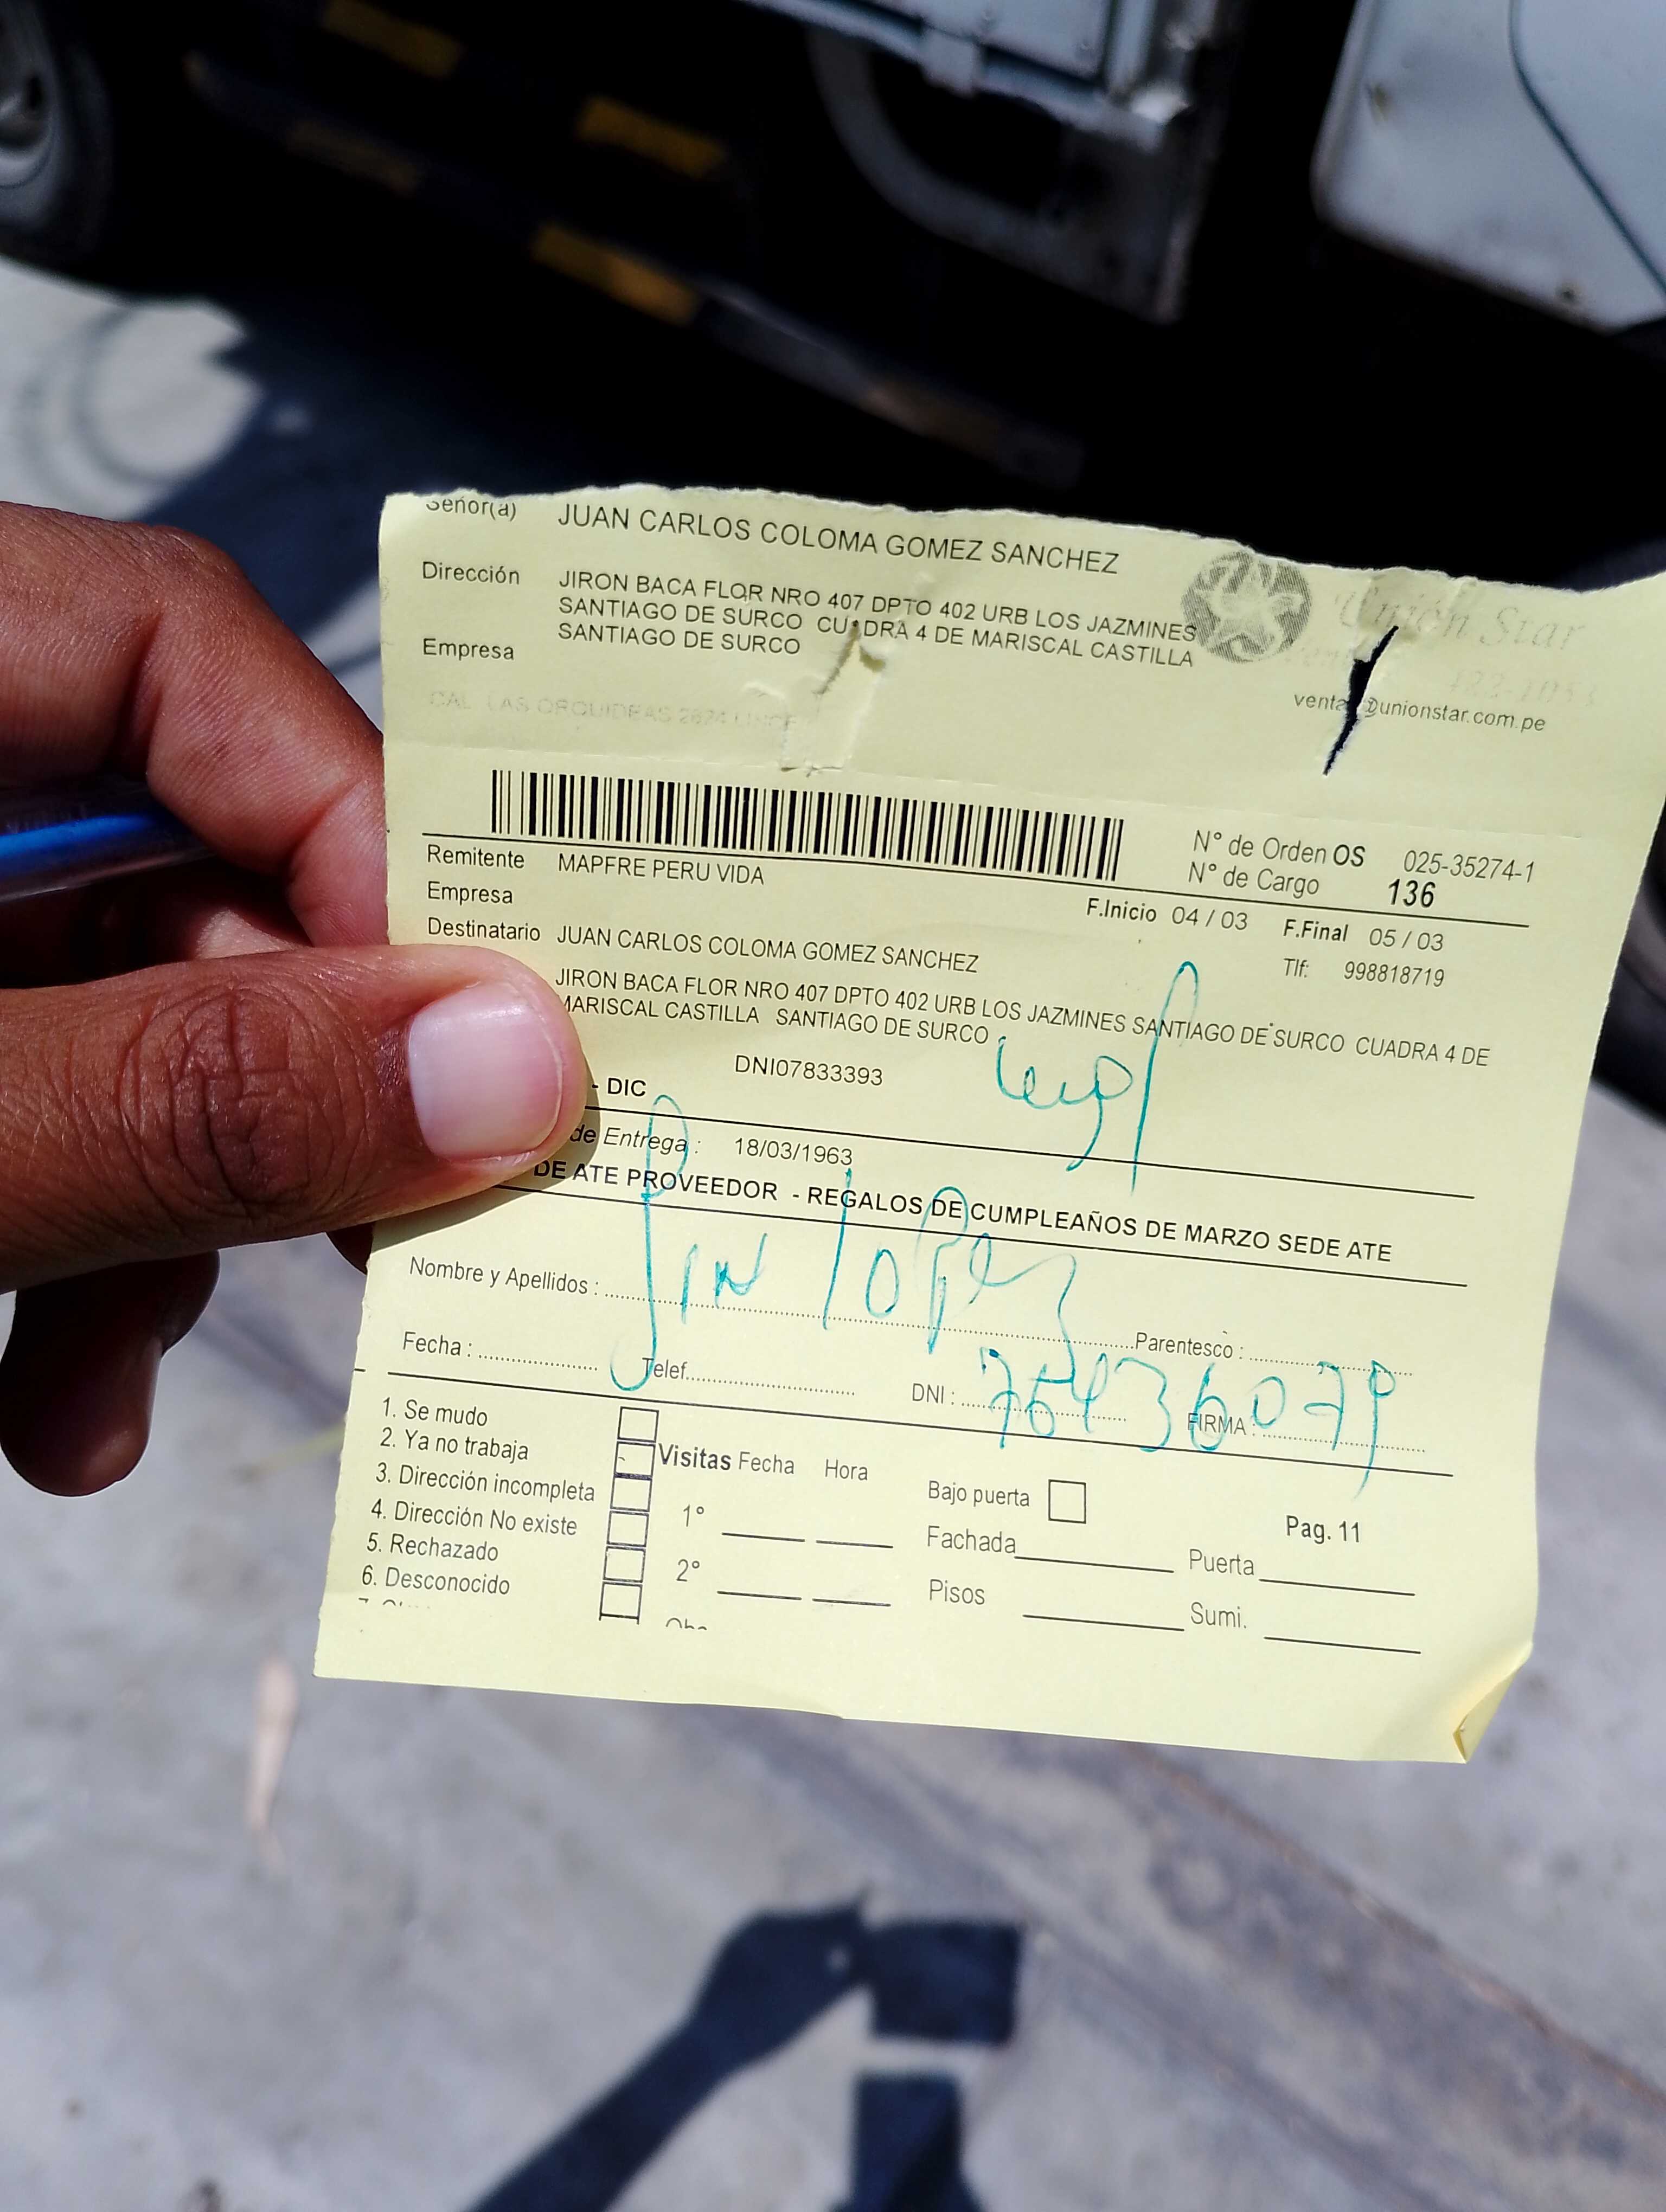 Señor(a) JUAN CARLOS COLOMA GOMEZ SANCHEZ
Dirección JIRON BACA FLOR NRO 407 DPTO 402 URB LOS JAZMINES
SANTIAGO DE SURCO CUADRA 4 DE MARISCAL CASTILLA
SANTIAGO DE SURCO
Empresa
Unión Star
CAL LAS ORQUIDEAS
ventas@unionstar.com.pe
N° de Orden OS 025-35274-1
N° de Cargo 136
Remitente MAPFRE PERU VIDA
Empresa
F.Inicio 04 / 03 F.Final 05 / 03
Destinatario JUAN CARLOS COLOMA GOMEZ SANCHEZ
Tlf: 998818719
JIRON BACA FLOR NRO 407 DPTO 402 URB LOS JAZMINES SANTIAGO DE SURCO CUADRA 4 DE
MARISCAL CASTILLA SANTIAGO DE SURCO
DNI07833393
- DIC
de Entrega : 18/03/1963
DE ATE PROVEEDOR - REGALOS DE CUMPLEAÑOS DE MARZO SEDE ATE
Nombre y Apellidos : lopez
Parentesco :
Fecha : Telef. DNI : FIRMA :
1. Se mudo
2. Ya no trabaja
3. Dirección incompleta
4. Dirección No existe
5. Rechazado
6. Desconocido
Visitas Fecha Hora
1°
2°
Bajo puerta
Fachada
Pisos
Pag. 11
Puerta
Sumi.